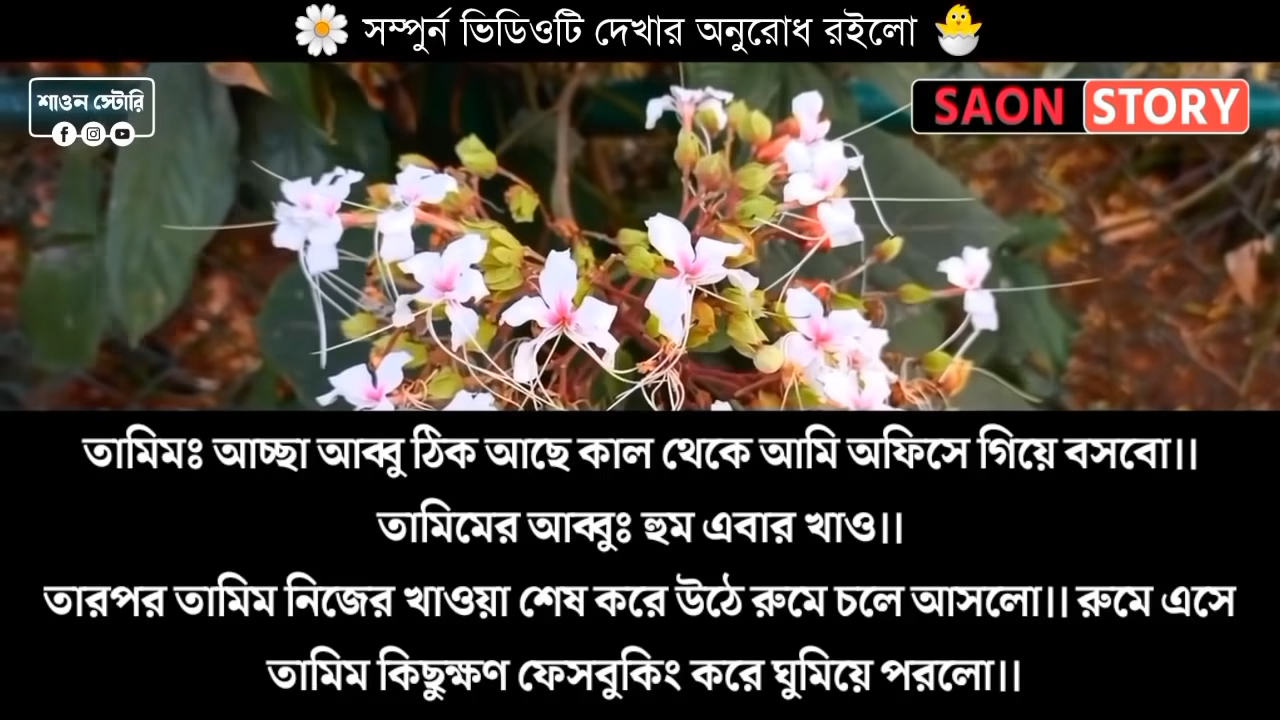 🌼 সম্পুর্ন ভিডিওটি দেখার অনুরোধ রইলো 🐣
শাওন স্টোরি
SAON STORY
তামিমঃ আচ্ছা আব্বু ঠিক আছে কাল থেকে আমি অফিসে গিয়ে বসবো।।
তামিমের আব্বুঃ হুম এবার খাও।।
তারপর তামিম নিজের খাওয়া শেষ করে উঠে রুমে চলে আসলো।। রুমে এসে
তামিম কিছুক্ষণ ফেসবুকিং করে ঘুমিয়ে পরলো।।